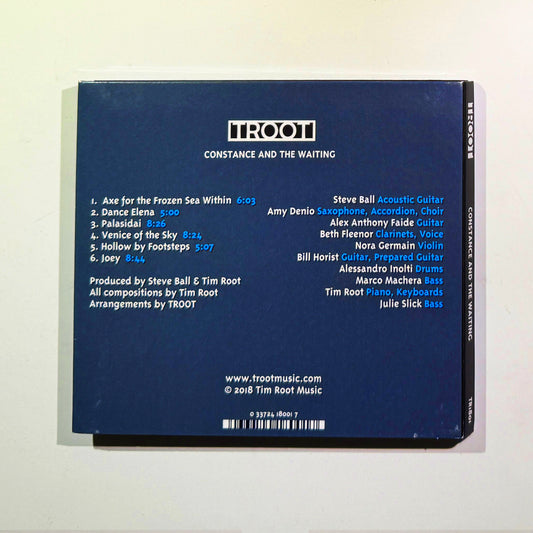 TROOT
CONSTANCE AND THE WAITING
1. Axe for the Frozen Sea Within 6:03
2. Dance Elena 5:00
3. Palasidai 8:26
4. Venice of the Sky 8:24
5. Hollow by Footsteps 5:07
6. Joey 8:44
Produced by Steve Ball & Tim Root
All compositions by Tim Root
Arrangements by TROOT
Steve Ball Acoustic Guitar
Amy Denio Saxophone, Accordion, Choir
Alex Anthony Faide Guitar
Beth Fleenor Clarinets, Voice
Nora Germain Violin
Bill Horist Guitar, Prepared Guitar
Alessandro Inolti Drums
Marco Machera Bass
Tim Root Piano, Keyboards
Julie Slick Bass
www.trootmusic.com
© 2018 Tim Root Music
0 33724 18001 7
TROOT
CONSTANCE AND THE WAITING
TR1801